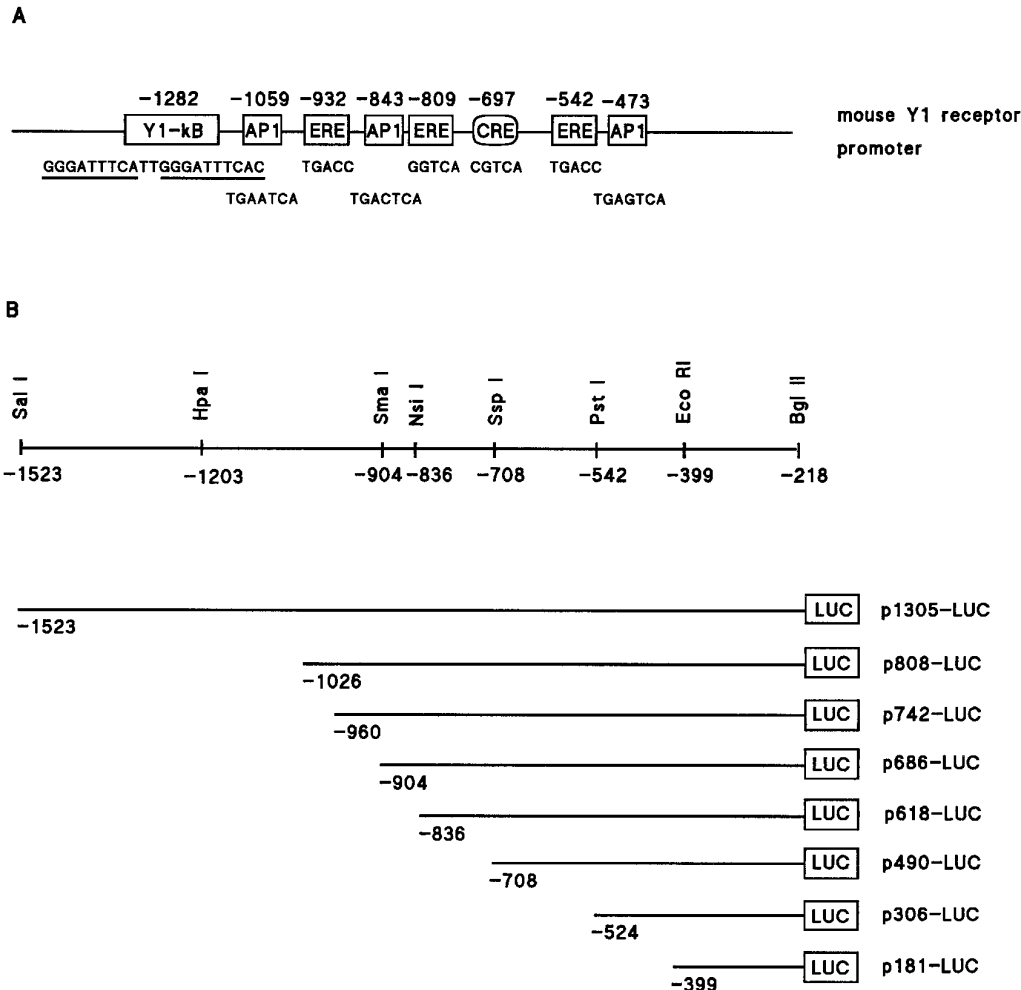 A
-1282 -1059 -932 -843 -809 -697 -542 -473
Y1-kB AP1 ERE AP1 ERE CRE ERE AP1
mouse Y1 receptor
promoter
GGGATTTCATTGGGATTTCAC TGACC GGTCA CGTCA TGACC
TGAATCA TGACTCA TGAGTCA
B
Sal I Hpa I Sma I Nsi I Ssp I Pst I Eco RI Bgl II
-1523 -1203 -904 -836 -708 -542 -399 -218
LUC p1305-LUC
-1523
LUC p808-LUC
-1026
LUC p742-LUC
-960
LUC p686-LUC
-904
LUC p618-LUC
-836
LUC p490-LUC
-708
LUC p306-LUC
-524
LUC p181-LUC
-399